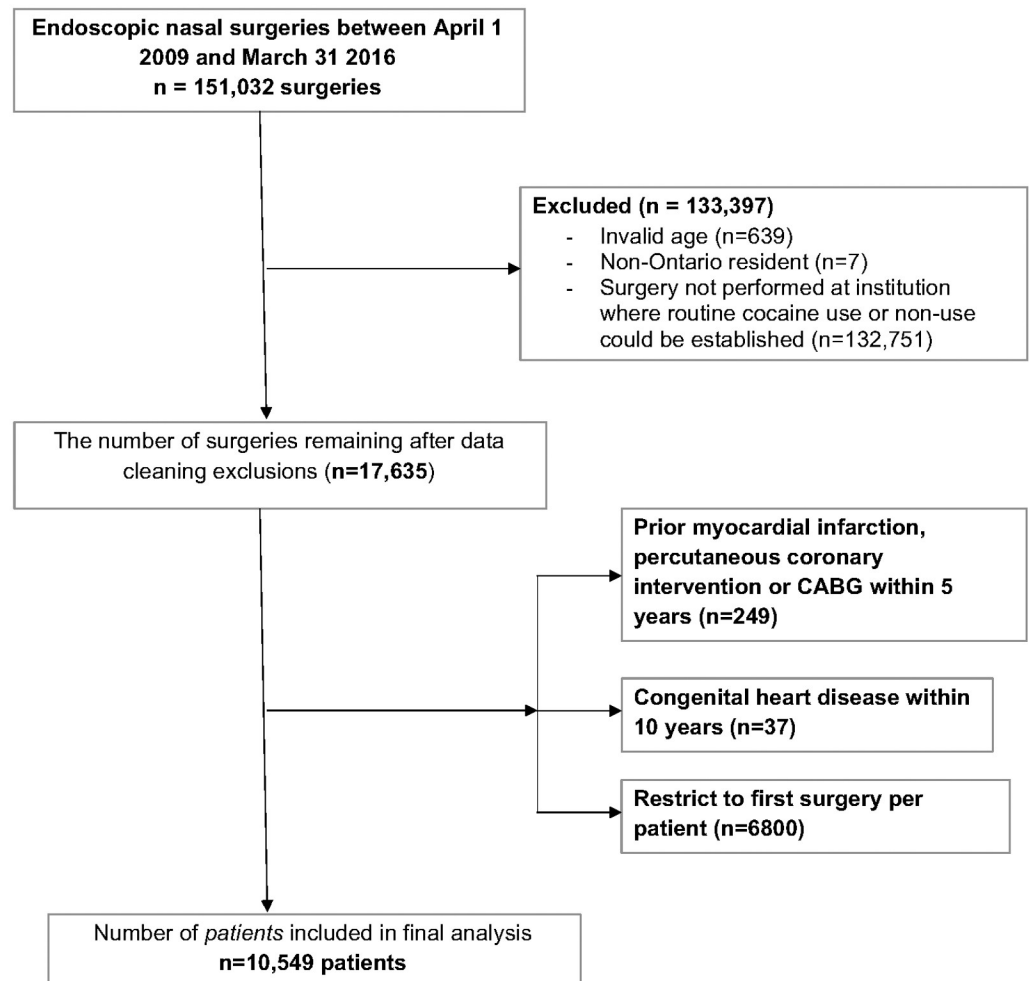 Endoscopic nasal surgeries between April 1
2009 and March 31 2016
n = 151,032 surgeries
Excluded (n = 133,397)
- Invalid age (n=639)
- Non-Ontario resident (n=7)
- Surgery not performed at institution
where routine cocaine use or non-use
could be established (n=132,751)
The number of surgeries remaining after data
cleaning exclusions (n=17,635)
Prior myocardial infarction,
percutaneous coronary
intervention or CABG within 5
years (n=249)
Congenital heart disease within
10 years (n=37)
Restrict to first surgery per
patient (n=6800)
Number of patients included in final analysis
n=10,549 patients